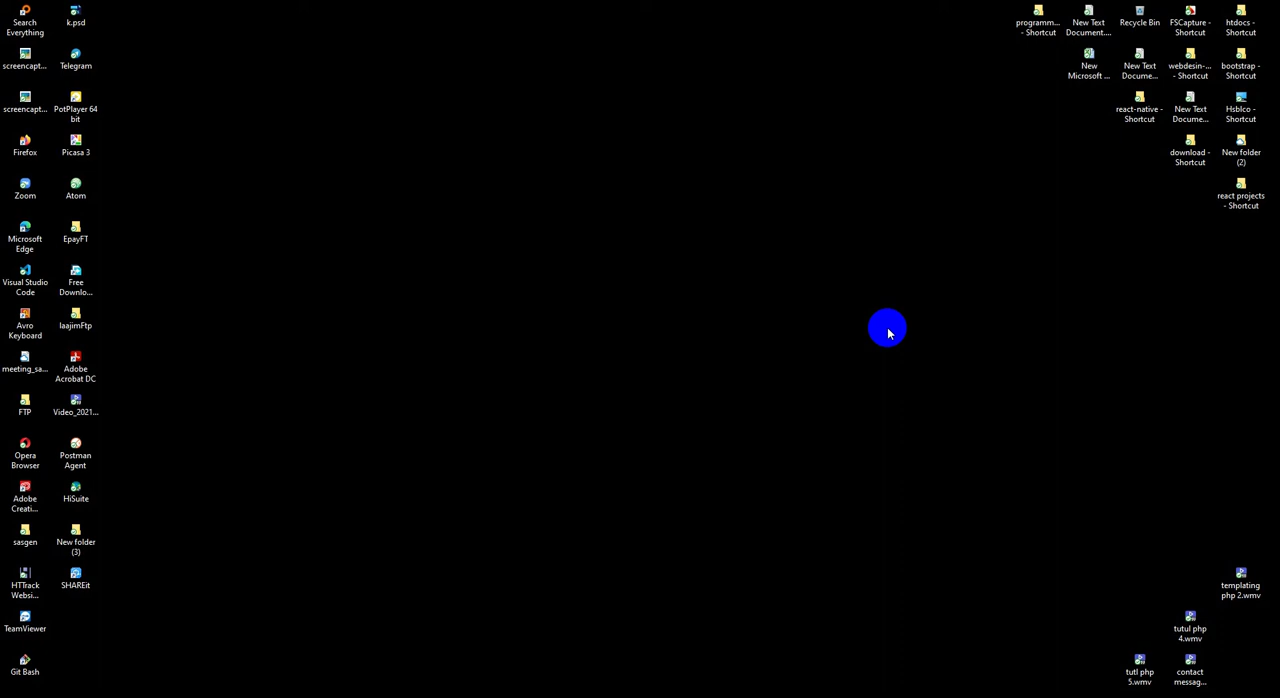 Search
Everything
k.psd
screencapt...
Telegram
screencapt...
PotPlayer 64
bit
Firefox
Picasa 3
Zoom
Atom
Microsoft
Edge
EpayFT
Visual Studio
Code
Free
Downlo...
Avro
Keyboard
laajimFtp
meeting_sa...
Adobe
Acrobat DC
FTP
Video_2021...
Opera
Browser
Postman
Agent
Adobe
Creati...
HiSuite
sasgen
New folder
(3)
HTTrack
Websi...
SHAREit
TeamViewer
Git Bash
programm...
- Shortcut
New Text
Document....
Recycle Bin
FSCapture -
Shortcut
htdocs -
Shortcut
New
Microsoft ...
New Text
Docume...
webdesin-...
- Shortcut
bootstrap -
Shortcut
react-native -
Shortcut
New Text
Docume...
Hsblco -
Shortcut
download -
Shortcut
New folder
(2)
react projects
- Shortcut
templating
php 2.wmv
tutul php
4.wmv
tutl php
5.wmv
contact
messag...